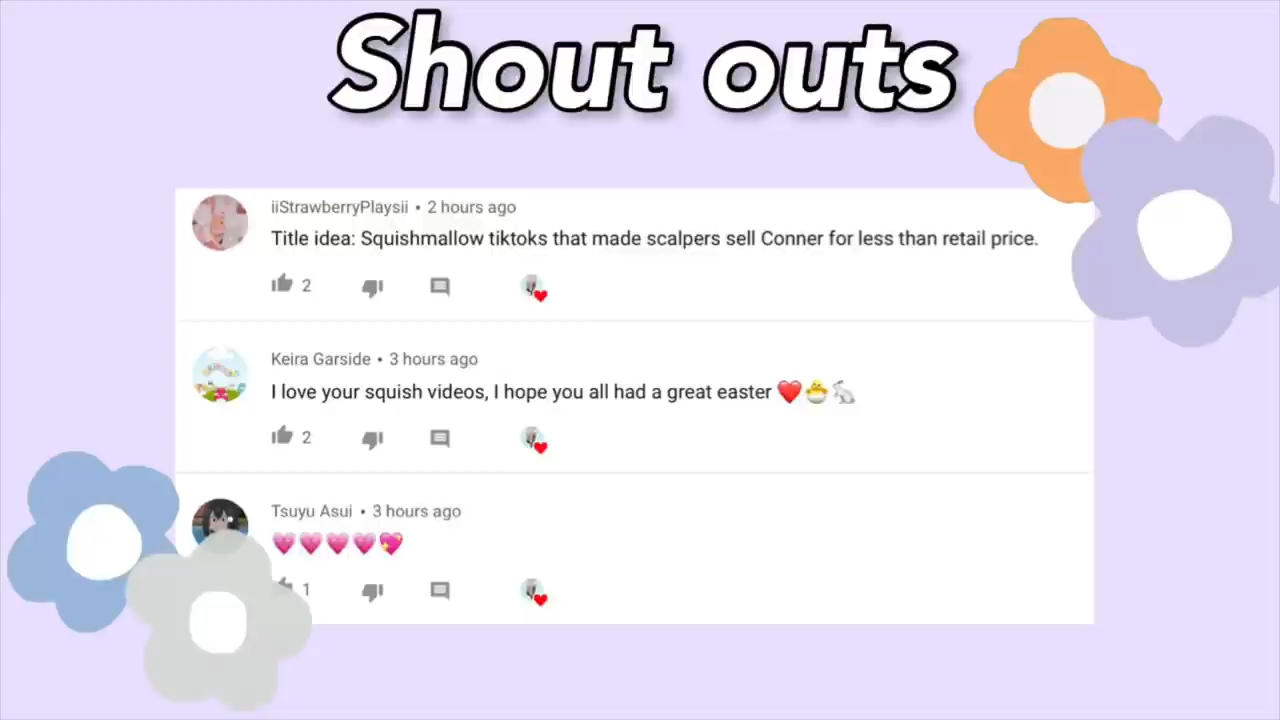 Shout outs
iiStrawberryPlaysii • 2 hours ago
Title idea: Squishmallow tiktoks that made scalpers sell Conner for less than retail price.
2
Keira Garside • 3 hours ago
I love your squish videos, I hope you all had a great easter ❤️🐣🐇
2
Tsuyu Asui • 3 hours ago
💗💗💗💗💖
1